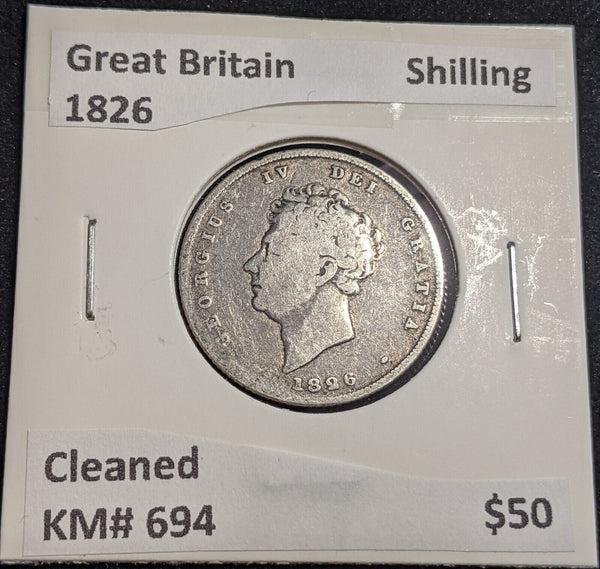 Great Britain Shilling
1826
GEORGIUS IV DEI GRATIA
1826
Cleaned
KM# 694 $50